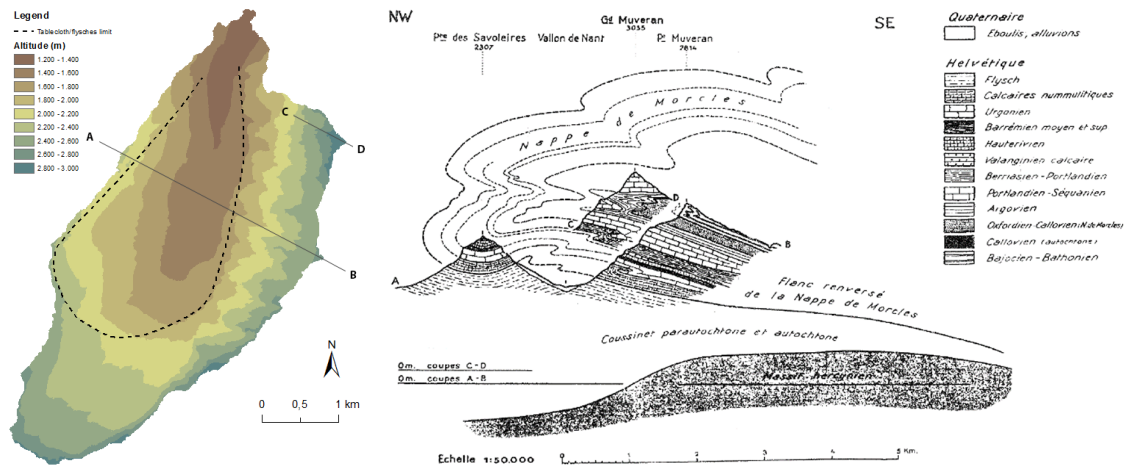 Legend
Tablecloth/flysches limit
Altitude (m)
1.200 - 1.400
1.400 - 1.600
1.600 - 1.800
1.800 - 2.000
2.000 - 2.200
2.200 - 2.400
2.400 - 2.600
2.600 - 2.800
2.800 - 3.000
A
C
D
B
N
0 0,5 1 km
NW
Gd Muveran
3035
SE
Pte des Savoleires
2307
Vallon de Nant
Pt Muveran
2814
Nappe de Morcles
D
C
B
A
Flanc renversé
de la Nappe de Morcles
Coussinet parautochtone et autochtone
0m. coupes C-D
0m. coupes A-B
Massif hercynien
Echelle 1:50.000
0 1 2 3 4 5 Km.
Quaternaire
Eboulis, alluvions
Helvétique
Flysch
Calcaires nummulitiques
Urgonien
Barrémien moyen et sup.
Hauterivien
Valanginien calcaire
Berriasien-Portlandien
Portlandien-Séquanien
Argovien
Oxfordien-Callovien (N. de Morcles)
Callovien (autochtone)
Bajocien-Bathonien